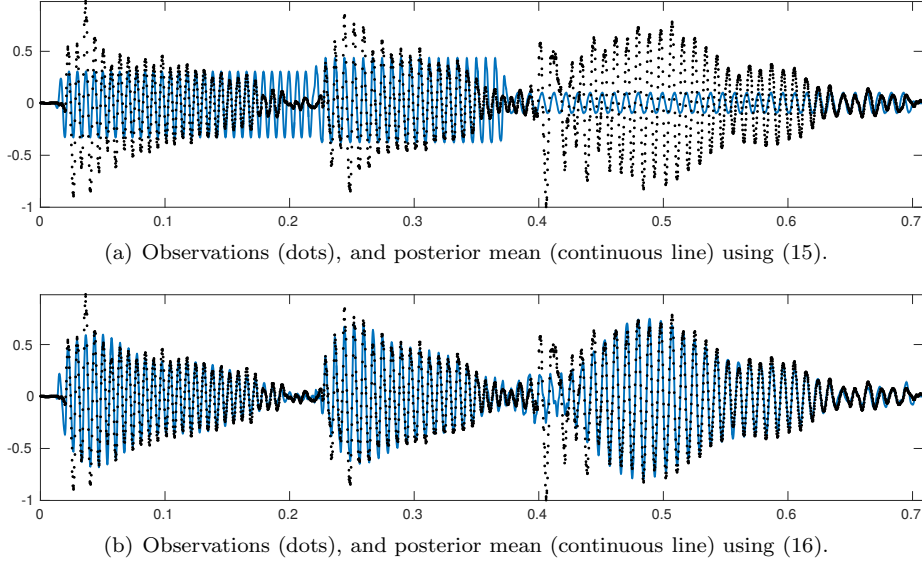 0.5
0
-0.5
-1
0 0.1 0.2 0.3 0.4 0.5 0.6 0.7
(a) Observations (dots), and posterior mean (continuous line) using (15).
0.5
0
-0.5
-1
0 0.1 0.2 0.3 0.4 0.5 0.6 0.7
(b) Observations (dots), and posterior mean (continuous line) using (16).